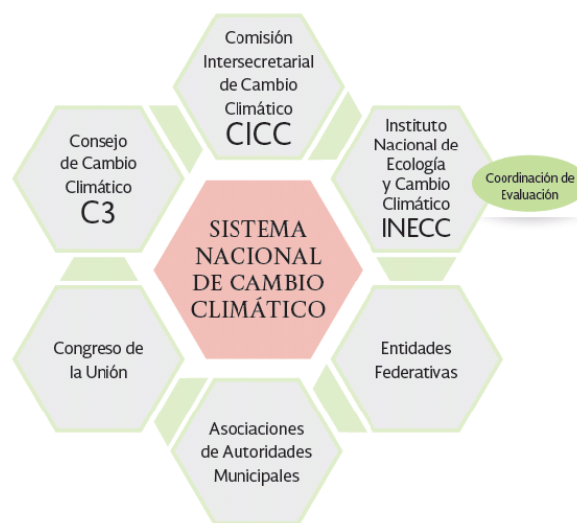 Comisión
Intersecretarial
de Cambio
Climático
CICC
Consejo
de Cambio
Climático
C3
Instituto
Nacional de
Ecología
y Cambio
Climático
INECC
Coordinación de
Evaluación
SISTEMA
NACIONAL
DE CAMBIO
CLIMÁTICO
Congreso de
la Unión
Entidades
Federativas
Asociaciones
de Autoridades
Municipales